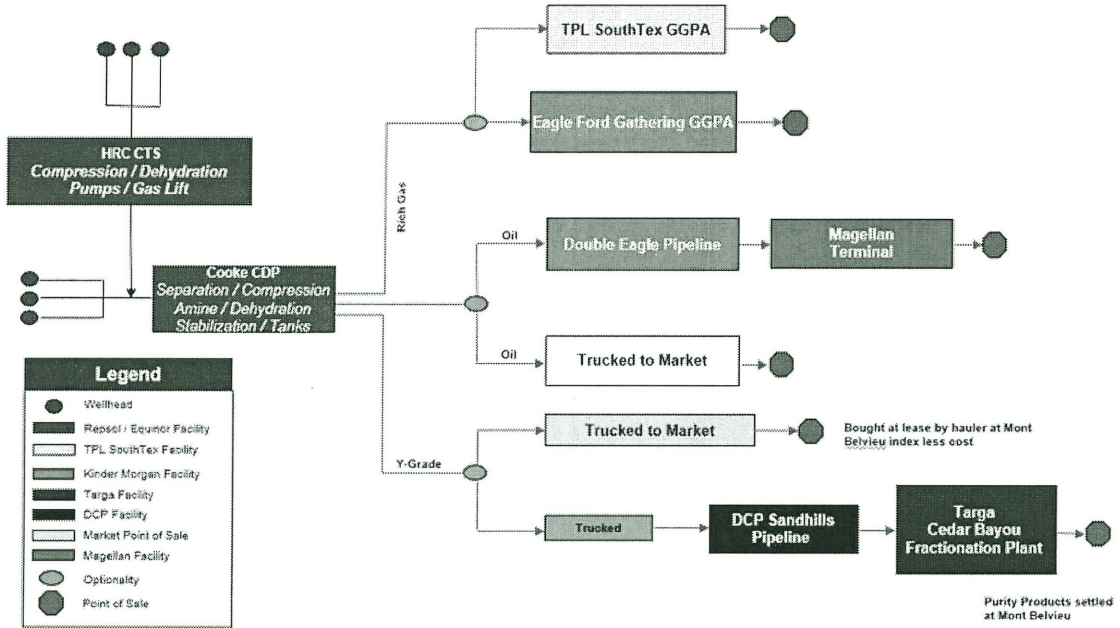 TPL SouthTex GGPA
Eagle Ford Gathering GGPA
HRC CTS
Compression / Dehydration
Pumps / Gas Lift
Rich Gas
Oil
Double Eagle Pipeline
Magellan
Terminal
Cooke CDP
Separation / Compression
Amine / Dehydration
Stabilization / Tanks
Oil
Trucked to Market
Legend
Wellhead
Repsol / Equinor Facility
TPL SouthTex Facility
Kinder Morgan Facility
Targa Facility
DCP Facility
Market Point of Sale
Magellan Facility
Optionality
Point of Sale
Y-Grade
Trucked to Market
Bought at lease by hauler at Mont
Belvieu index less cost
Trucked
DCP Sandhills
Pipeline
Targa
Cedar Bayou
Fractionation Plant
Purity Products settled
at Mont Belvieu